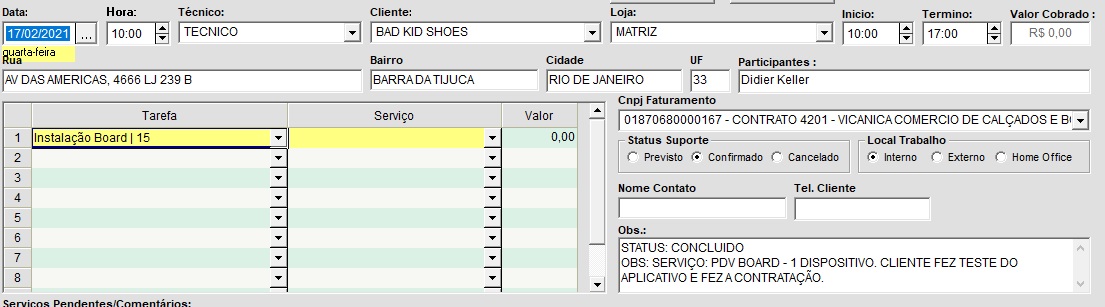 Data: Hora: Técnico: Cliente: Loja: Inicio: Termino: Valor Cobrado :
17/02/2021 ... 10:00 TECNICO BAD KID SHOES MATRIZ 10:00 17:00 R$ 0,00
quarta-feira
Rua Bairro Cidade UF Participantes :
AV DAS AMERICAS, 4666 LJ 239 B BARRA DA TIJUCA RIO DE JANEIRO 33 Didier Keller
Tarefa Serviço Valor
1 Instalação Board | 15 0,00
2
3
4
5
6
7
8
Cnpj Faturamento
01870680000167 - CONTRATO 4201 - VICANICA COMERCIO DE CALÇADOS E
Status Suporte Local Trabalho
Previsto Confirmado Cancelado Interno Externo Home Office
Nome Contato Tel. Cliente
Obs.:
STATUS: CONCLUIDO
OBS: SERVIÇO: PDV BOARD - 1 DISPOSITIVO. CLIENTE FEZ TESTE DO
APLICATIVO E FEZ A CONTRATAÇÃO.
Serviços Pendentes/Comentários: